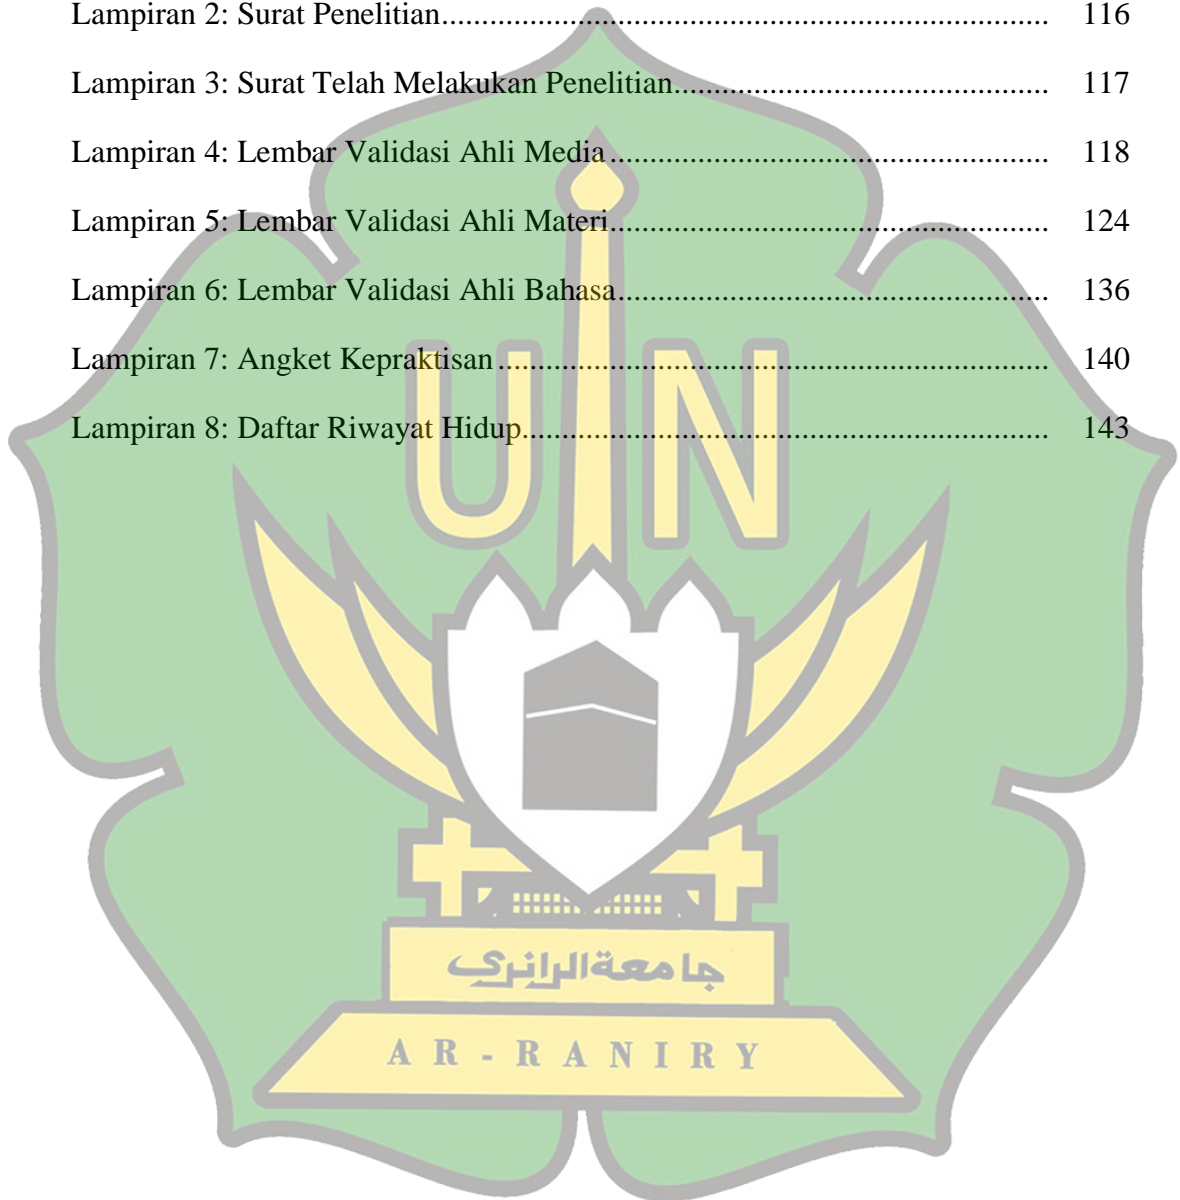 Lampiran 2: Surat Penelitian........................................................................... 116
Lampiran 3: Surat Telah Melakukan Penelitian.............................................. 117
Lampiran 4: Lembar Validasi Ahli Media ...................................................... 118
Lampiran 5: Lembar Validasi Ahli Materi...................................................... 124
Lampiran 6: Lembar Validasi Ahli Bahasa..................................................... 136
Lampiran 7: Angket Kepraktisan .................................................................... 140
Lampiran 8: Daftar Riwayat Hidup................................................................. 143
UIN
جامعة الرانري
AR-RANIRY